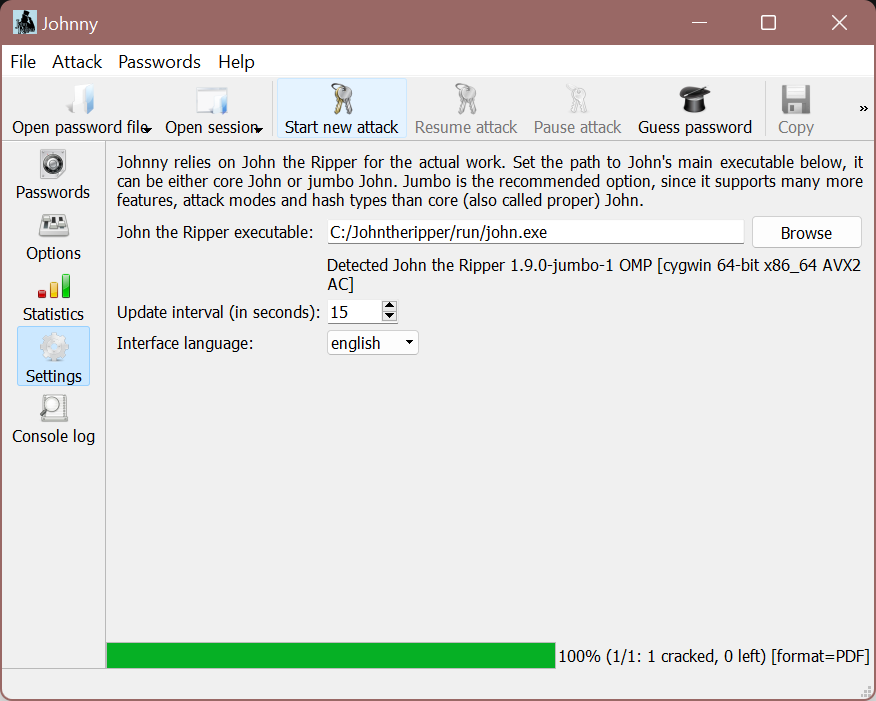 Johnny
File Attack Passwords Help
Open password file Open session Start new attack Resume attack Pause attack Guess password Copy »
Passwords
Options
Statistics
Settings
Console log
Johnny relies on John the Ripper for the actual work. Set the path to John's main executable below, it
can be either core John or jumbo John. Jumbo is the recommended option, since it supports many more
features, attack modes and hash types than core (also called proper) John.
John the Ripper executable: C:/Johntheripper/run/john.exe Browse
Detected John the Ripper 1.9.0-jumbo-1 OMP [cygwin 64-bit x86_64 AVX2
AC]
Update interval (in seconds): 15
Interface language: english
100% (1/1: 1 cracked, 0 left) [format=PDF]